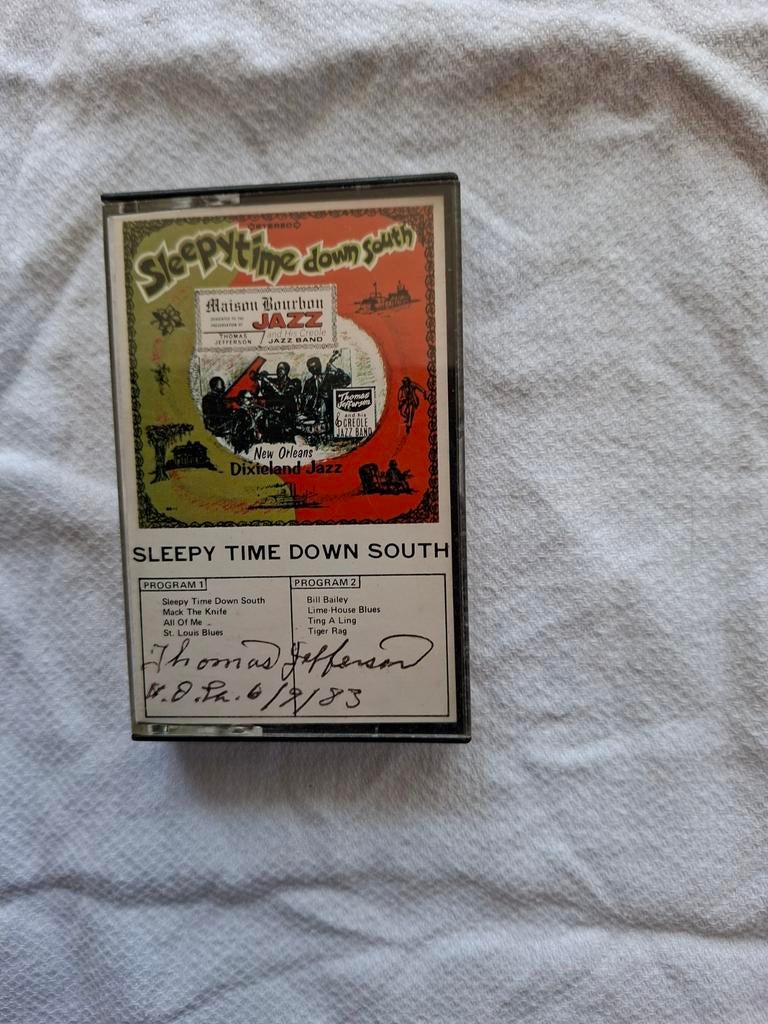 STEREO
Sleepytime down south
Maison Bourbon
DEDICATED TO THE
PRESERVATION OF
JAZZ
THOMAS
JEFFERSON
and His Creole
JAZZ BAND
Thomas
Jefferson
and his
CREOLE
JAZZ BAND
New Orleans
Dixieland Jazz
SLEEPY TIME DOWN SOUTH
PROGRAM 1
Sleepy Time Down South
Mack The Knife
All Of Me
St. Louis Blues
PROGRAM 2
Bill Bailey
Lime-House Blues
Ting A Ling
Tiger Rag
Thomas Jefferson
N.O.La. 6/9/83